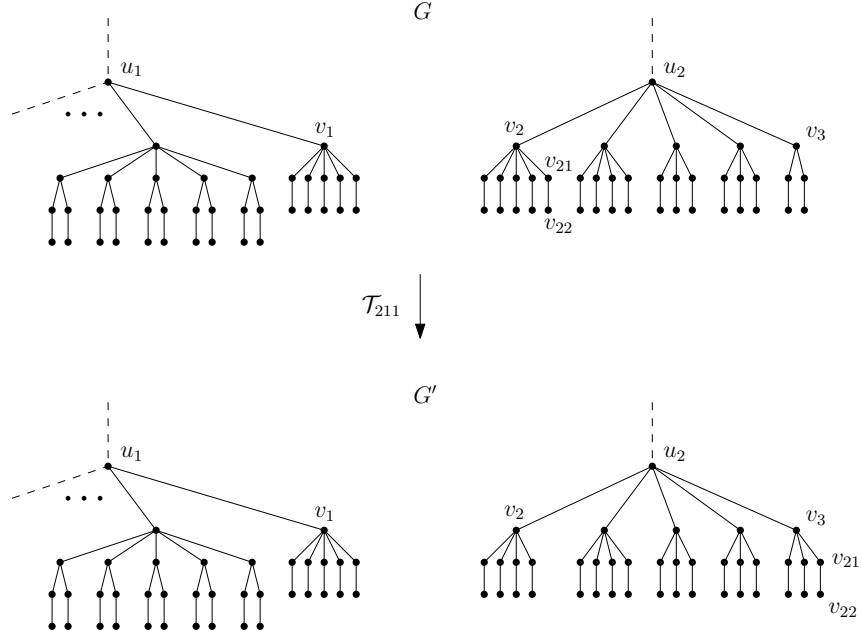 G
u₁
u₂
• • •
v₁
v₂
v₂₁
v₃
v₂₂
𝒯₂₁₁
G′
u₁
u₂
• • •
v₁
v₂
v₃
v₂₁
v₂₂